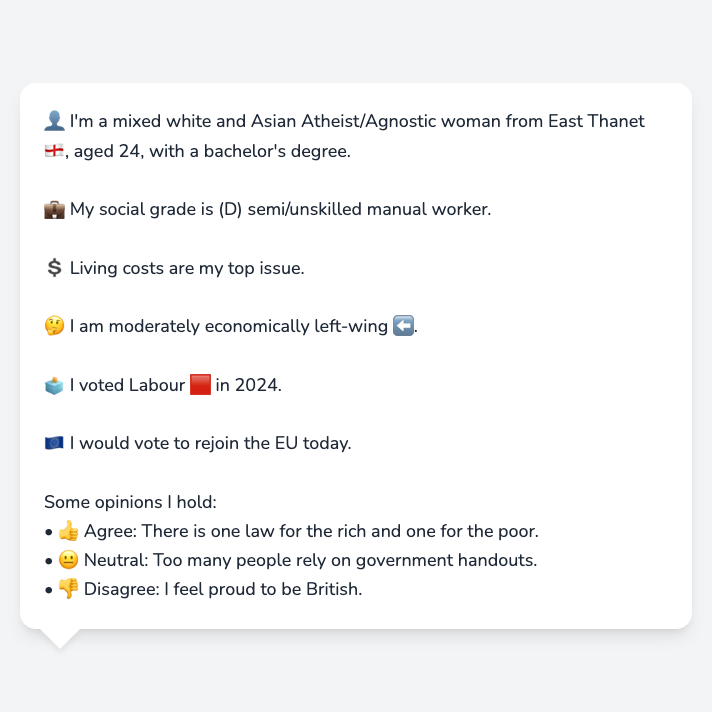 👤 I'm a mixed white and Asian Atheist/Agnostic woman from East Thanet
🏴󠁧󠁢󠁥󠁮󠁧󠁿, aged 24, with a bachelor's degree.
💼 My social grade is (D) semi/unskilled manual worker.
💲 Living costs are my top issue.
🤔 I am moderately economically left-wing ⬅️.
🗳️ I voted Labour 🟥 in 2024.
🇪🇺 I would vote to rejoin the EU today.
Some opinions I hold:
• 👍 Agree: There is one law for the rich and one for the poor.
• 😐 Neutral: Too many people rely on government handouts.
• 👎 Disagree: I feel proud to be British.